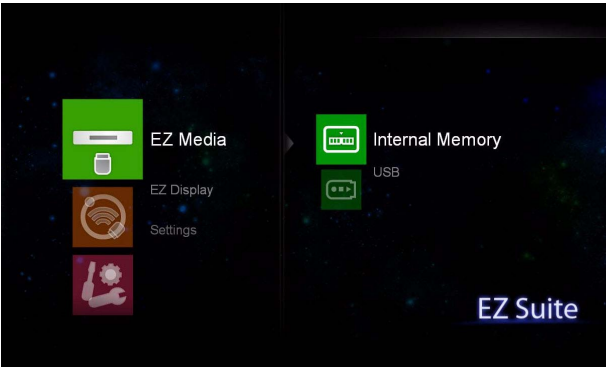 EZ Media
EZ Display
Settings
Internal Memory
USB
EZ Suite